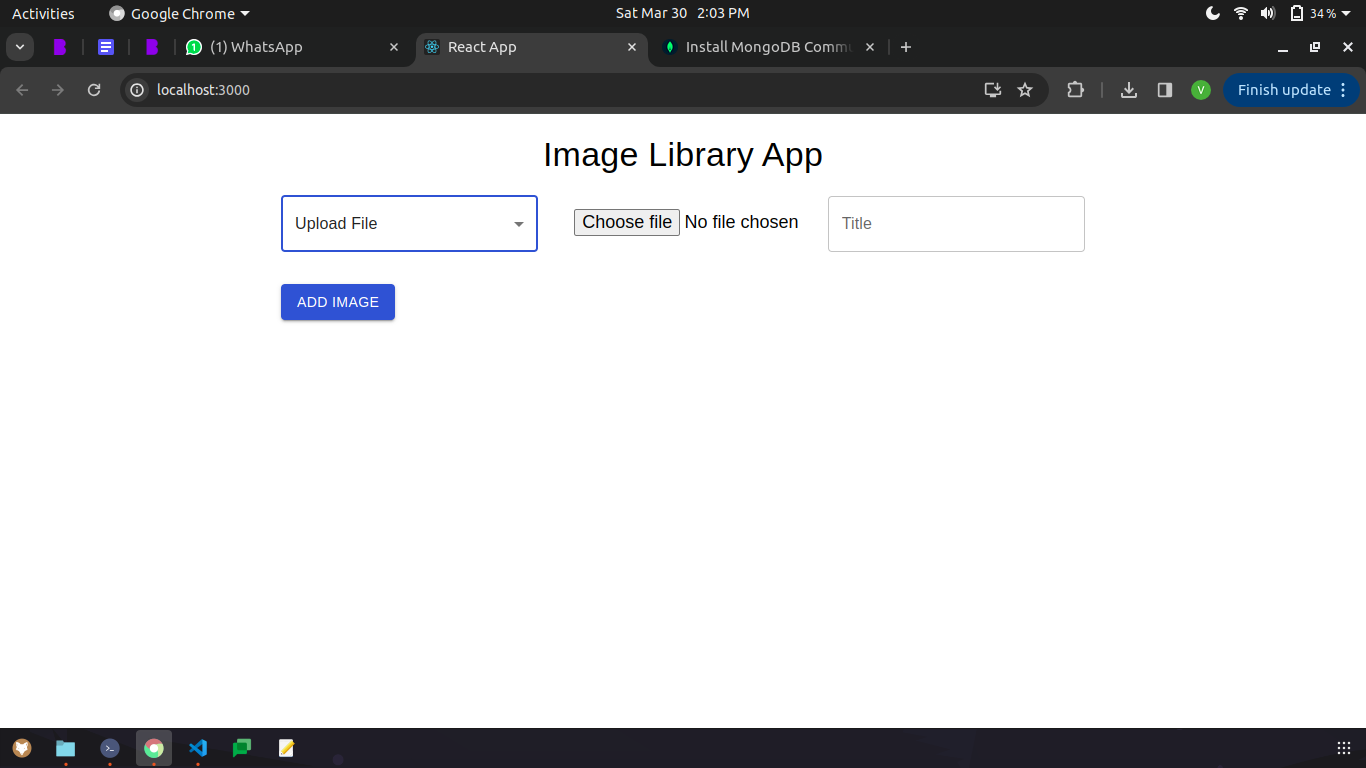 Activities Google Chrome Sat Mar 30 2:03 PM 34 %
(1) WhatsApp React App Install MongoDB Comm
localhost:3000 V Finish update
Image Library App
Upload File Choose file No file chosen Title
ADD IMAGE